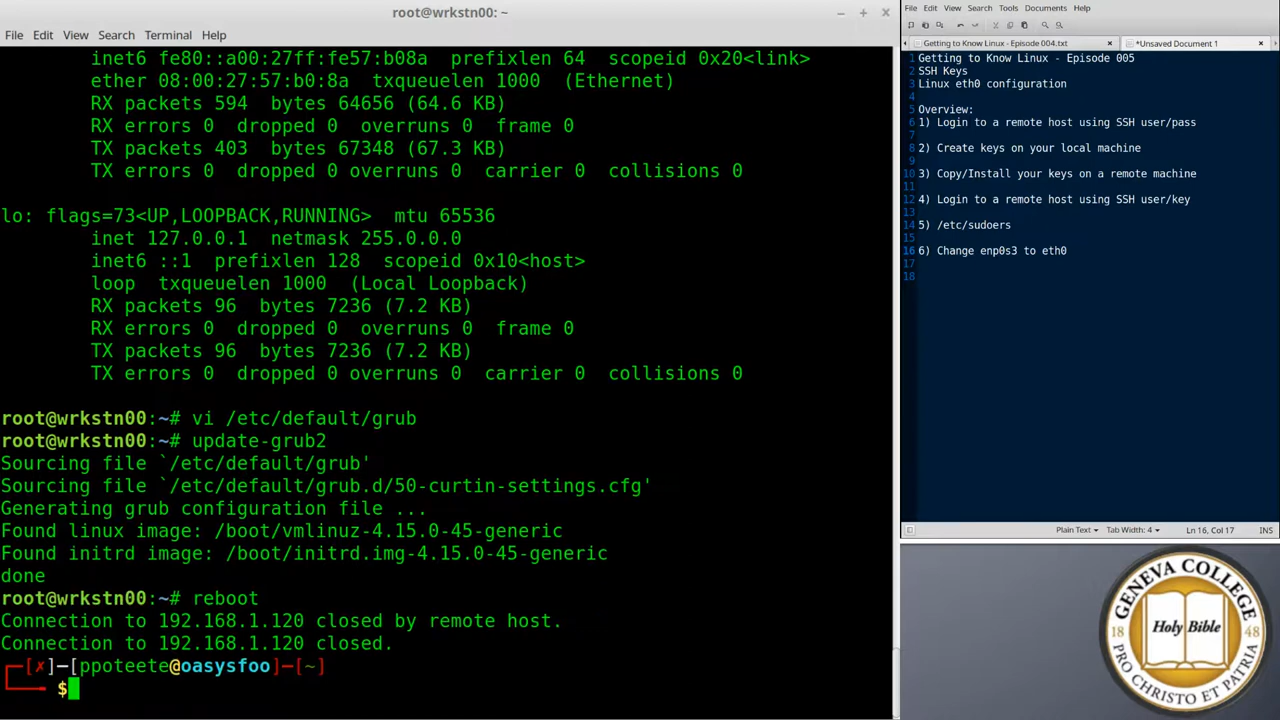 root@wrkstn00: ~
File Edit View Search Terminal Help
inet6 fe80::a00:27ff:fe57:b08a prefixlen 64 scopeid 0x20<link>
ether 08:00:27:57:b0:8a txqueuelen 1000 (Ethernet)
RX packets 594 bytes 64656 (64.6 KB)
RX errors 0 dropped 0 overruns 0 frame 0
TX packets 403 bytes 67348 (67.3 KB)
TX errors 0 dropped 0 overruns 0 carrier 0 collisions 0
lo: flags=73<UP,LOOPBACK,RUNNING> mtu 65536
inet 127.0.0.1 netmask 255.0.0.0
inet6 ::1 prefixlen 128 scopeid 0x10<host>
loop txqueuelen 1000 (Local Loopback)
RX packets 96 bytes 7236 (7.2 KB)
RX errors 0 dropped 0 overruns 0 frame 0
TX packets 96 bytes 7236 (7.2 KB)
TX errors 0 dropped 0 overruns 0 carrier 0 collisions 0
root@wrkstn00:~# vi /etc/default/grub
root@wrkstn00:~# update-grub2
Sourcing file `/etc/default/grub'
Sourcing file `/etc/default/grub.d/50-curtin-settings.cfg'
Generating grub configuration file ...
Found linux image: /boot/vmlinuz-4.15.0-45-generic
Found initrd image: /boot/initrd.img-4.15.0-45-generic
done
root@wrkstn00:~# reboot
Connection to 192.168.1.120 closed by remote host.
Connection to 192.168.1.120 closed.
[✗]─[ppoteete@oasysfoo]─[~]
$
File Edit View Search Tools Documents Help
Getting to Know Linux - Episode 004.txt
*Unsaved Document 1
1 Getting to Know Linux - Episode 005
2 SSH Keys
3 Linux eth0 configuration
4
5 Overview:
6 1) Login to a remote host using SSH user/pass
7
8 2) Create keys on your local machine
9
10 3) Copy/Install your keys on a remote machine
11
12 4) Login to a remote host using SSH user/key
13
14 5) /etc/sudoers
15
16 6) Change enp0s3 to eth0
17
18
Plain Text Tab Width: 4 Ln 16, Col 17 INS
GENEVA COLLEGE
18 Holy Bible 48
PRO CHRISTO ET PATRIA